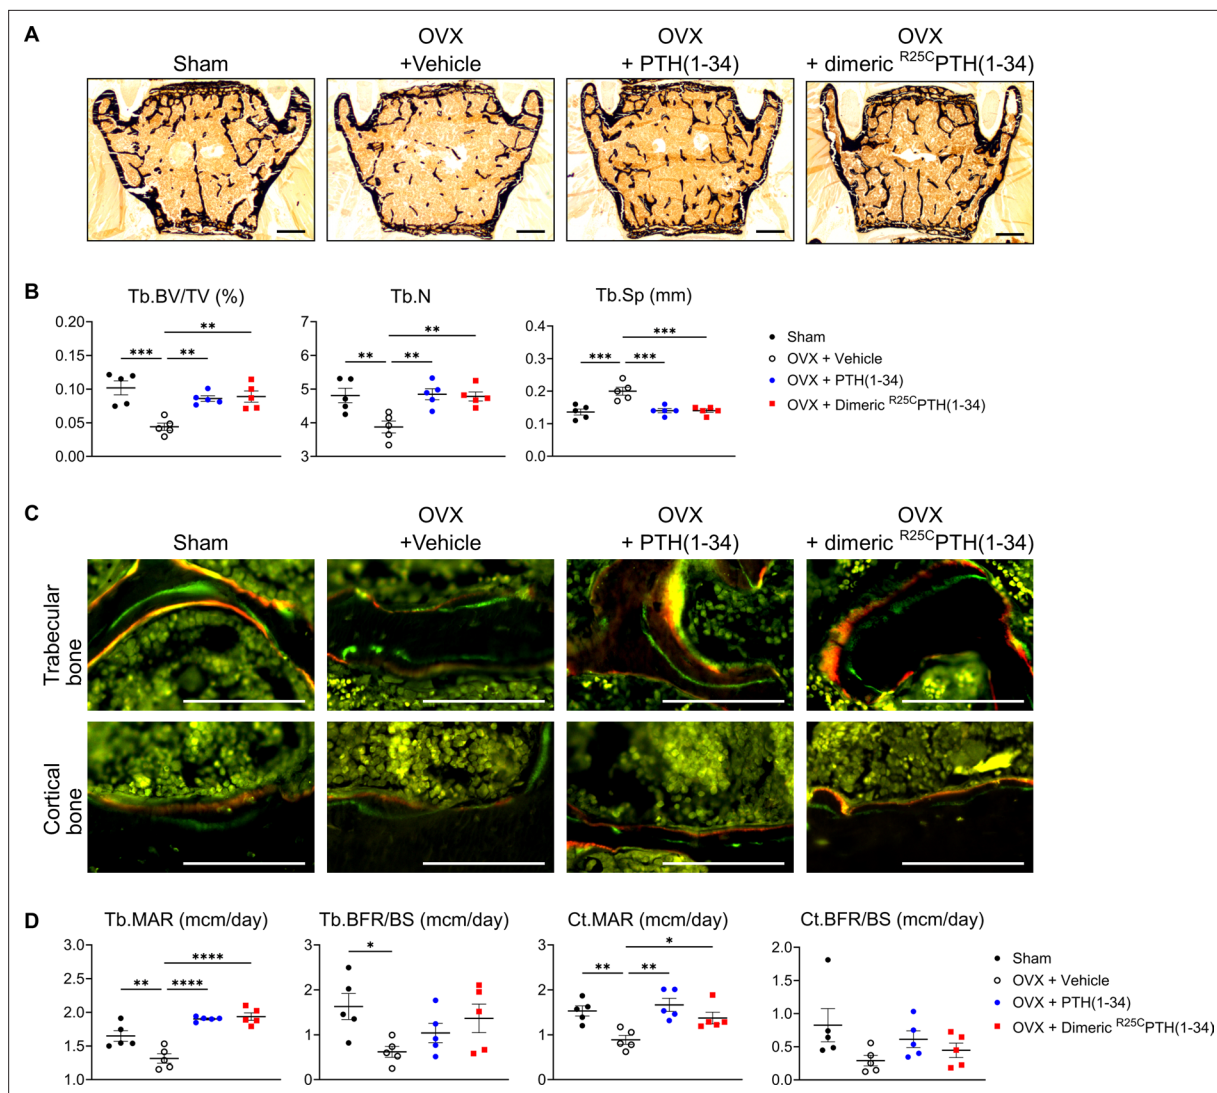 A
Sham
OVX
+Vehicle
OVX
+ PTH(1-34)
OVX
+ dimeric R25CPTH(1-34)
B
Tb.BV/TV (%)
0.20
0.15
0.10
0.05
0.00
***
**
**
Tb.N
7
6
5
4
3
**
**
**
Tb.Sp (mm)
0.4
0.3
0.2
0.1
0.0
***
***
***
Sham
OVX + Vehicle
OVX + PTH(1-34)
OVX + Dimeric R25CPTH(1-34)
C
Sham
OVX
+Vehicle
OVX
+ PTH(1-34)
OVX
+ dimeric R25CPTH(1-34)
Trabecular
bone
Cortical
bone
D
Tb.MAR (mcm/day)
3.0
2.5
2.0
1.5
1.0
**
****
****
Tb.BFR/BS (mcm/day)
3
2
1
0
*
Ct.MAR (mcm/day)
3
2
1
0
**
**
*
Ct.BFR/BS (mcm/day)
2.0
1.5
1.0
0.5
0.0
Sham
OVX + Vehicle
OVX + PTH(1-34)
OVX + Dimeric R25CPTH(1-34)